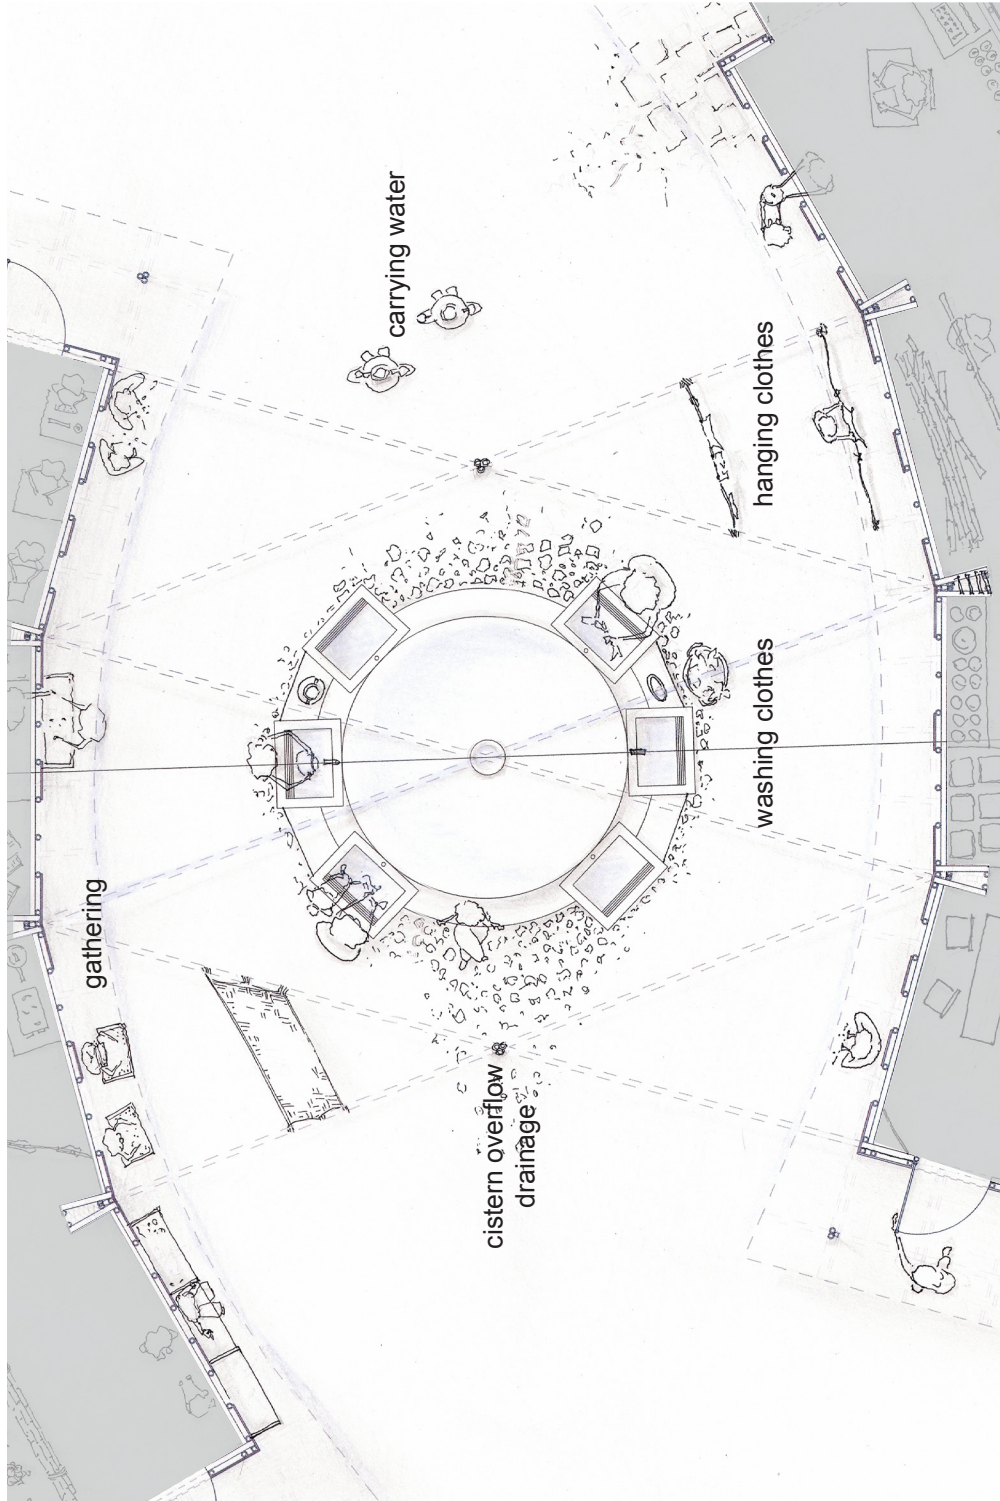 gathering
cistern overflow
drainage
carrying water
washing clothes
hanging clothes